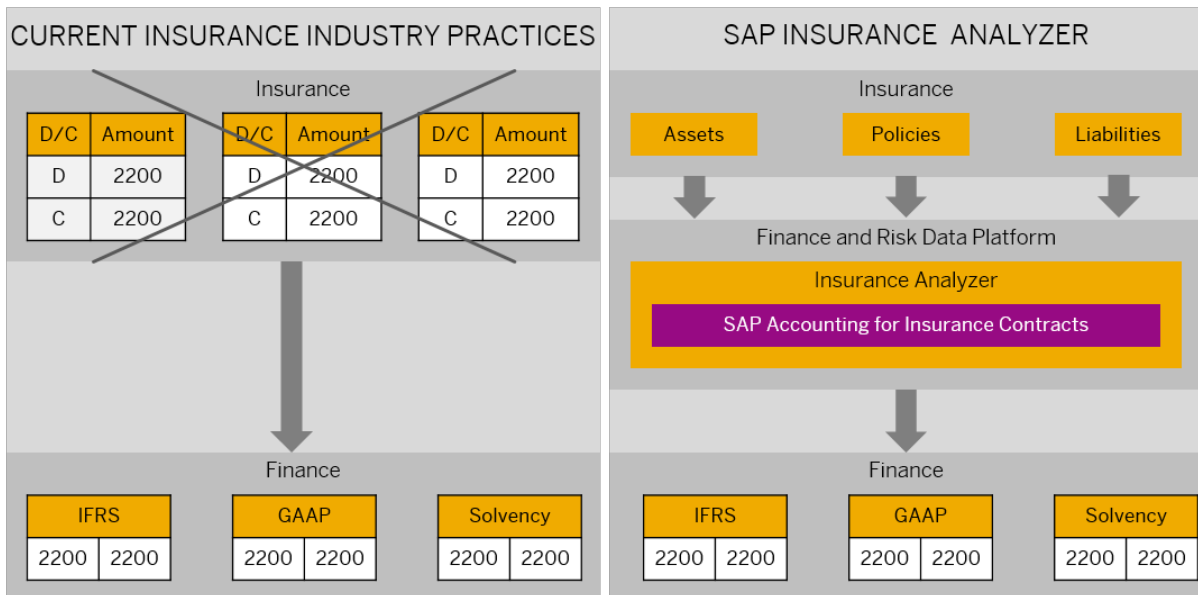 CURRENT INSURANCE INDUSTRY PRACTICES
Insurance
D/C Amount D/C Amount D/C Amount
D 2200 D 2200 D 2200
C 2200 C 2200 C 2200
Finance
IFRS GAAP Solvency
2200 2200 2200 2200 2200 2200
SAP INSURANCE ANALYZER
Insurance
Assets Policies Liabilities
Finance and Risk Data Platform
Insurance Analyzer
SAP Accounting for Insurance Contracts
Finance
IFRS GAAP Solvency
2200 2200 2200 2200 2200 2200